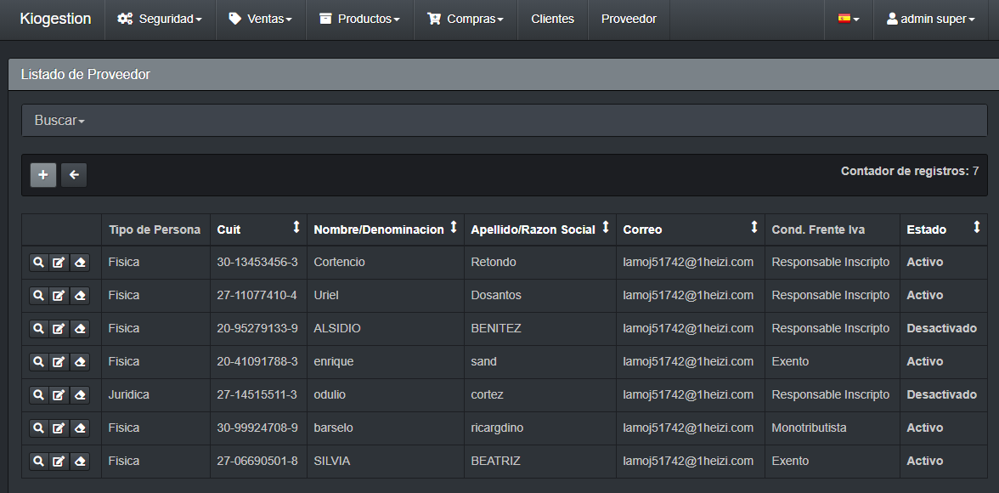 Kiogestion Seguridad Ventas Productos Compras Clientes Proveedor admin super
Listado de Proveedor
Buscar
Contador de registros: 7
Tipo de Persona Cuit Nombre/Denominacion Apellido/Razon Social Correo Cond. Frente Iva Estado
Fisica 30-13453456-3 Cortencio Retondo lamoj51742@1heizi.com Responsable Inscripto Activo
Fisica 27-11077410-4 Uriel Dosantos lamoj51742@1heizi.com Responsable Inscripto Activo
Fisica 20-95279133-9 ALSIDIO BENITEZ lamoj51742@1heizi.com Responsable Inscripto Desactivado
Fisica 20-41091788-3 enrique sand lamoj51742@1heizi.com Exento Activo
Juridica 27-14515511-3 odulio cortez lamoj51742@1heizi.com Responsable Inscripto Desactivado
Fisica 30-99924708-9 barselo ricargdino lamoj51742@1heizi.com Monotributista Activo
Fisica 27-06690501-8 SILVIA BEATRIZ lamoj51742@1heizi.com Exento Activo